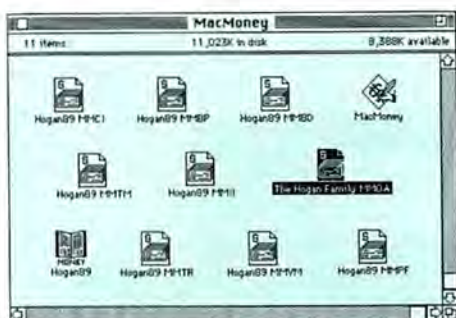 MacMoney
11 items 11,023K in disk 8,388K available
Hogan89 MMCI Hogan89 MMBP Hogan89 MMBD MacMoney
Hogan89 MMTM Hogan89 MMII The Hogan Family MMDA
MONEY
Hogan89 Hogan89 MMTR Hogan89 MMVM Hogan89 MMPF